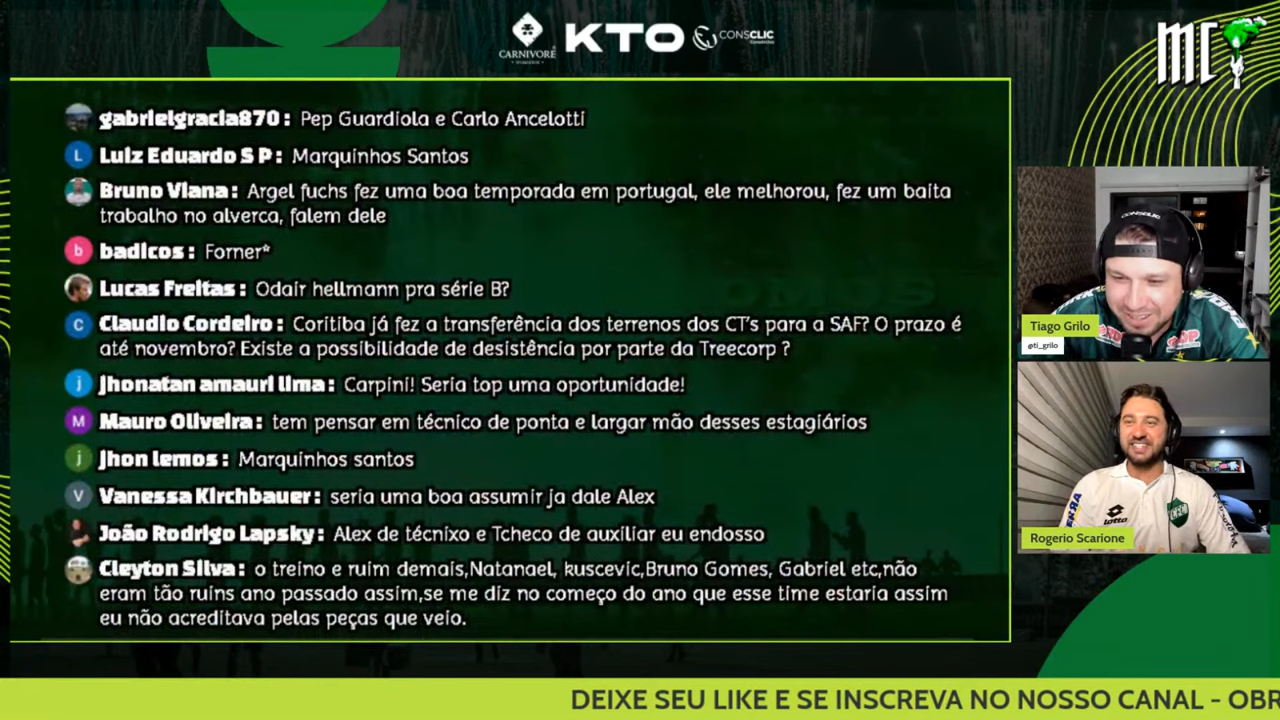 CARNIVORE
KTO
CONSCLIC
MC
gabrielgracia870 : Pep Guardiola e Carlo Ancelotti
L Luiz Eduardo S P : Marquinhos Santos
Bruno Viana : Argel fuchs fez uma boa temporada em portugal, ele melhorou, fez um baita
trabalho no alverca, falem dele
b badicos : Forner*
Lucas Freitas : Odair hellmann pra série B?
C Claudio Cordeiro : Coritiba já fez a transferência dos terrenos dos CT's para a SAF? O prazo é
até novembro? Existe a possibilidade de desistência por parte da Treecorp ?
j jhonatan amauri lima : Carpini! Seria top uma oportunidade!
M Mauro Oliveira : tem pensar em técnico de ponta e largar mão desses estagiários
j jhon lemos : Marquinhos santos
V Vanessa Kirchbauer : seria uma boa assumir ja dale Alex
João Rodrigo Lapsky : Alex de técnixo e Tcheco de auxiliar eu endosso
Cleyton Silva : o treino e ruim demais,Natanael, kuscevic,Bruno Gomes, Gabriel etc,não
eram tão ruins ano passado assim,se me diz no começo do ano que esse time estaria assim
eu não acreditava pelas peças que veio.
CONSCLIC
Tiago Grilo
@ti_grilo
lotto
CFC
Rogerio Scarione
DEIXE SEU LIKE E SE INSCREVA NO NOSSO CANAL - OBR